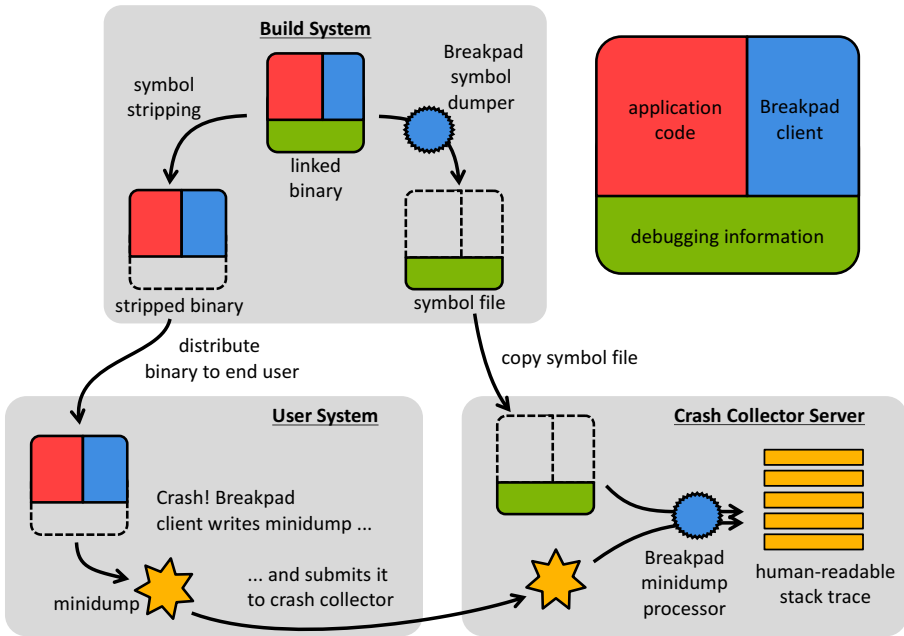 Build System
symbol
stripping
Breakpad
symbol
dumper
linked
binary
stripped binary
symbol file
application
code
Breakpad
client
debugging information
distribute
binary to end user
copy symbol file
User System
Crash! Breakpad
client writes minidump ...
minidump
... and submits it
to crash collector
Crash Collector Server
Breakpad
minidump
processor
human-readable
stack trace